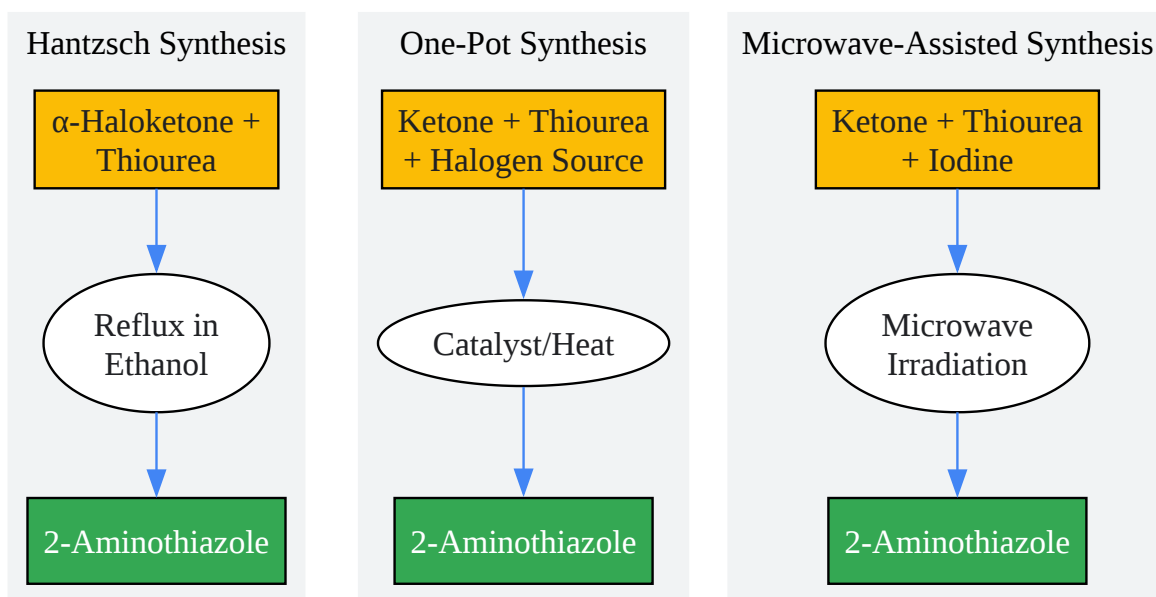 Hantzsch Synthesis
α-Haloketone +
Thiourea
Reflux in
Ethanol
2-Aminothiazole
One-Pot Synthesis
Ketone + Thiourea
+ Halogen Source
Catalyst/Heat
2-Aminothiazole
Microwave-Assisted Synthesis
Ketone + Thiourea
+ Iodine
Microwave
Irradiation
2-Aminothiazole